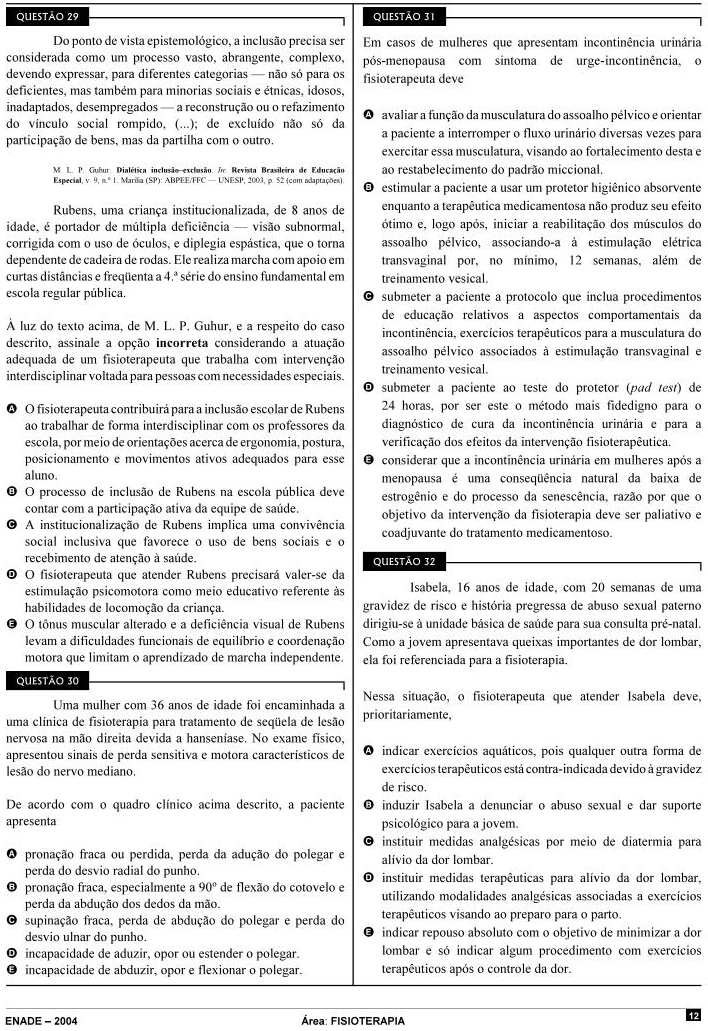 QUESTÃO 29
Do ponto de vista epistemológico, a inclusão precisa ser
considerada como um processo vasto, abrangente, complexo,
devendo expressar, para diferentes categorias — não só para os
deficientes, mas também para minorias sociais e étnicas, idosos,
inadaptados, desempregados — a reconstrução ou o refazimento
do vínculo social rompido, (...); de excluído não só da
participação de bens, mas da partilha com o outro.
M. L. P. Guhur. Dialética inclusão–exclusão. In: Revista Brasileira de Educação
Especial, v. 9, n.º 1. Marília (SP): ABPEE/FFC — UNESP, 2003, p. 52 (com adaptações).
Rubens, uma criança institucionalizada, de 8 anos de
idade, é portador de múltipla deficiência — visão subnormal,
corrigida com o uso de óculos, e diplegia espástica, que o torna
dependente de cadeira de rodas. Ele realiza marcha com apoio em
curtas distâncias e freqüenta a 4.ª série do ensino fundamental em
escola regular pública.
À luz do texto acima, de M. L. P. Guhur, e a respeito do caso
descrito, assinale a opção incorreta considerando a atuação
adequada de um fisioterapeuta que trabalha com intervenção
interdisciplinar voltada para pessoas com necessidades especiais.
A O fisioterapeuta contribuirá para a inclusão escolar de Rubens
ao trabalhar de forma interdisciplinar com os professores da
escola, por meio de orientações acerca de ergonomia, postura,
posicionamento e movimentos ativos adequados para esse
aluno.
B O processo de inclusão de Rubens na escola pública deve
contar com a participação ativa da equipe de saúde.
C A institucionalização de Rubens implica uma convivência
social inclusiva que favorece o uso de bens sociais e o
recebimento de atenção à saúde.
D O fisioterapeuta que atender Rubens precisará valer-se da
estimulação psicomotora como meio educativo referente às
habilidades de locomoção da criança.
E O tônus muscular alterado e a deficiência visual de Rubens
levam a dificuldades funcionais de equilíbrio e coordenação
motora que limitam o aprendizado de marcha independente.
QUESTÃO 30
Uma mulher com 36 anos de idade foi encaminhada a
uma clínica de fisioterapia para tratamento de seqüela de lesão
nervosa na mão direita devida a hanseníase. No exame físico,
apresentou sinais de perda sensitiva e motora característicos de
lesão do nervo mediano.
De acordo com o quadro clínico acima descrito, a paciente
apresenta
A pronação fraca ou perdida, perda da adução do polegar e
perda do desvio radial do punho.
B pronação fraca, especialmente a 90º de flexão do cotovelo e
perda da abdução dos dedos da mão.
C supinação fraca, perda de abdução do polegar e perda do
desvio ulnar do punho.
D incapacidade de aduzir, opor ou estender o polegar.
E incapacidade de abduzir, opor e flexionar o polegar.
QUESTÃO 31
Em casos de mulheres que apresentam incontinência urinária
pós-menopausa com sintoma de urge-incontinência, o
fisioterapeuta deve
A avaliar a função da musculatura do assoalho pélvico e orientar
a paciente a interromper o fluxo urinário diversas vezes para
exercitar essa musculatura, visando ao fortalecimento desta e
ao restabelecimento do padrão miccional.
B estimular a paciente a usar um protetor higiênico absorvente
enquanto a terapêutica medicamentosa não produz seu efeito
ótimo e, logo após, iniciar a reabilitação dos músculos do
assoalho pélvico, associando-a à estimulação elétrica
transvaginal por, no mínimo, 12 semanas, além de
treinamento vesical.
C submeter a paciente a protocolo que inclua procedimentos
de educação relativos a aspectos comportamentais da
incontinência, exercícios terapêuticos para a musculatura do
assoalho pélvico associados à estimulação transvaginal e
treinamento vesical.
D submeter a paciente ao teste do protetor (pad test) de
24 horas, por ser este o método mais fidedigno para o
diagnóstico de cura da incontinência urinária e para a
verificação dos efeitos da intervenção fisioterapêutica.
E considerar que a incontinência urinária em mulheres após a
menopausa é uma conseqüência natural da baixa de
estrogênio e do processo da senescência, razão por que o
objetivo da intervenção da fisioterapia deve ser paliativo e
coadjuvante do tratamento medicamentoso.
QUESTÃO 32
Isabela, 16 anos de idade, com 20 semanas de uma
gravidez de risco e história pregressa de abuso sexual paterno
dirigiu-se à unidade básica de saúde para sua consulta pré-natal.
Como a jovem apresentava queixas importantes de dor lombar,
ela foi referenciada para a fisioterapia.
Nessa situação, o fisioterapeuta que atender Isabela deve,
prioritariamente,
A indicar exercícios aquáticos, pois qualquer outra forma de
exercícios terapêuticos está contra-indicada devido à gravidez
de risco.
B induzir Isabela a denunciar o abuso sexual e dar suporte
psicológico para a jovem.
C instituir medidas analgésicas por meio de diatermia para
alívio da dor lombar.
D instituir medidas terapêuticas para alívio da dor lombar,
utilizando modalidades analgésicas associadas a exercícios
terapêuticos visando ao preparo para o parto.
E indicar repouso absoluto com o objetivo de minimizar a dor
lombar e só indicar algum procedimento com exercícios
terapêuticos após o controle da dor.
ENADE – 2004
Área: FISIOTERAPIA
12